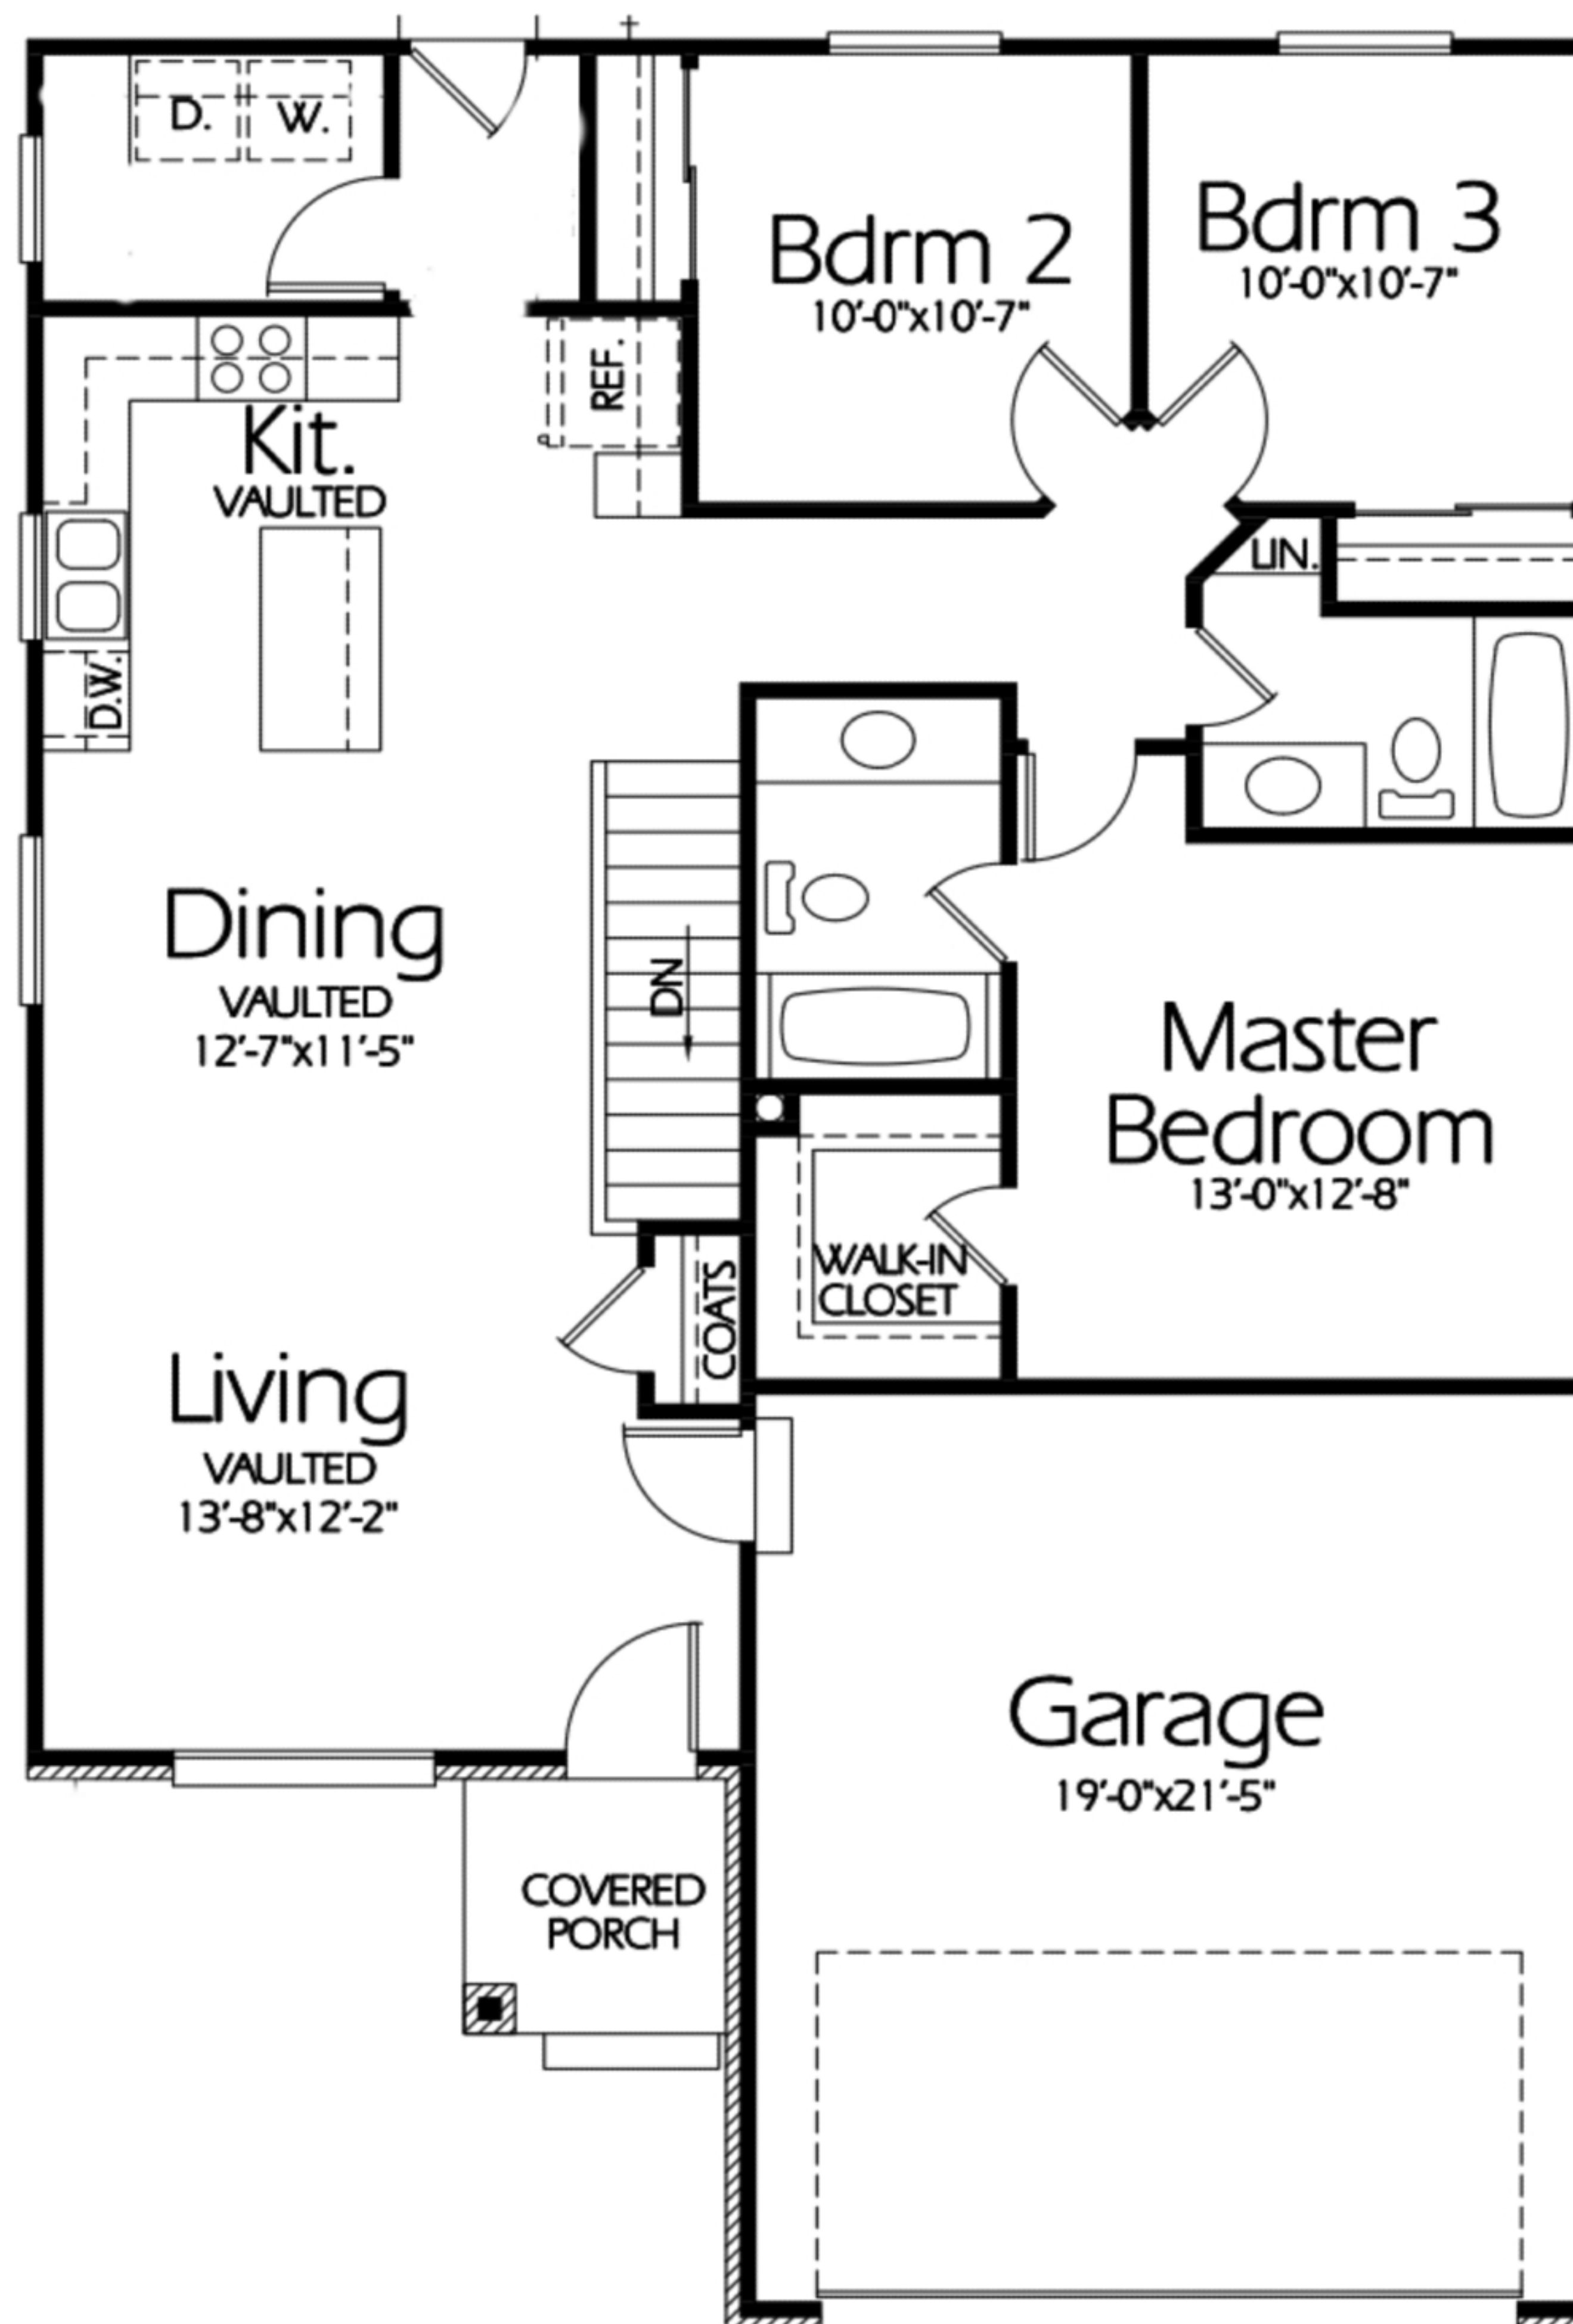 D.
W.
Bdrm 2
10'-0"x10'-7"
Bdrm 3
10'-0"x10'-7"
REF.
Kit.
VAULTED
LIN.
D.W.
Dining
VAULTED
12'-7"x11'-5"
DN
Master
Bedroom
13'-0"x12'-8"
WALK-IN
CLOSET
COATS
Living
VAULTED
13'-8"x12'-2"
Garage
19'-0"x21'-5"
COVERED
PORCH